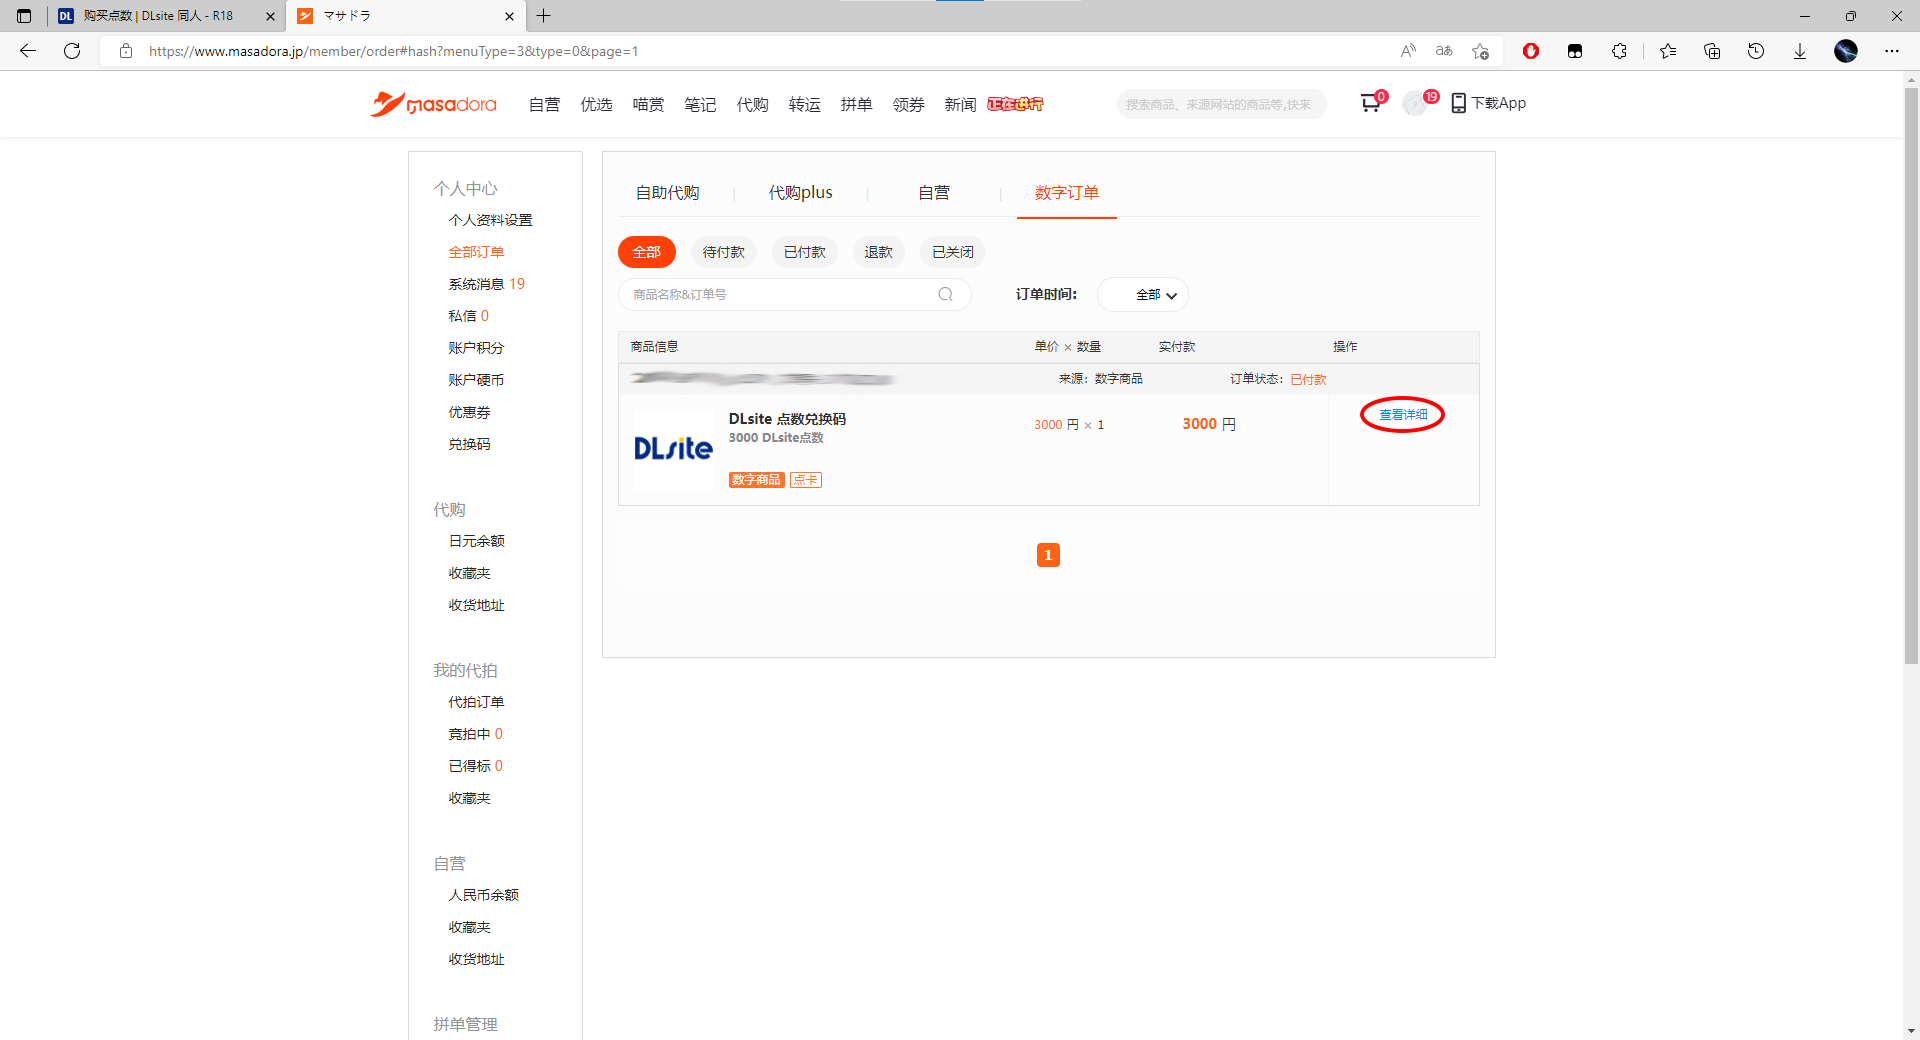 购买点数 | DLsite 同人 - R18
マサドラ
https://www.masadora.jp/member/order#hash?menuType=3&type=0&page=1
masadora
自营 优选 喵赏 笔记 代购 转运 拼单 领券 新闻 正在进行
搜索商品、来源网站的商品等,快来
0
19
下载App
个人中心
个人资料设置
全部订单
系统消息 19
私信 0
账户积分
账户硬币
优惠券
兑换码
代购
日元余额
收藏夹
收货地址
我的代拍
代拍订单
竞拍中 0
已得标 0
收藏夹
自营
人民币余额
收藏夹
收货地址
拼单管理
自助代购 | 代购plus | 自营 | 数字订单
全部 待付款 已付款 退款 已关闭
商品名称&订单号
订单时间: 全部
商品信息 单价 × 数量 实付款 操作
来源: 数字商品 订单状态: 已付款
DLsite
DLsite 点数兑换码
3000 DLsite点数
数字商品 点卡
3000 円 × 1
3000 円
查看详细
1